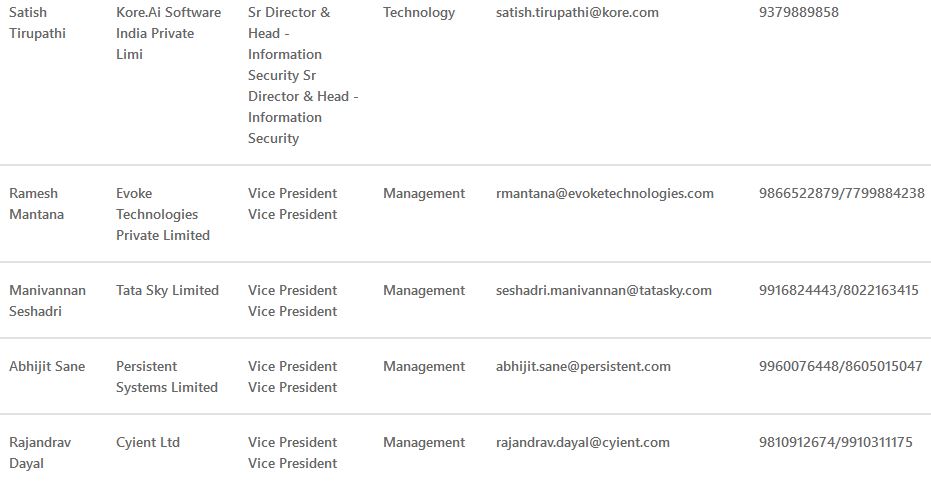 Satish Tirupathi Kore.Ai Software India Private Limi Sr Director & Head - Information Security Sr Director & Head - Information Security Technology satish.tirupathi@kore.com 9379889858
Ramesh Mantana Evoke Technologies Private Limited Vice President Vice President Management rmantana@evoketechnologies.com 9866522879/7799884238
Manivannan Seshadri Tata Sky Limited Vice President Vice President Management seshadri.manivannan@tatasky.com 9916824443/8022163415
Abhijit Sane Persistent Systems Limited Vice President Vice President Management abhijit.sane@persistent.com 9960076448/8605015047
Rajandrav Dayal Cyient Ltd Vice President Vice President Management rajandrav.dayal@cyient.com 9810912674/9910311175